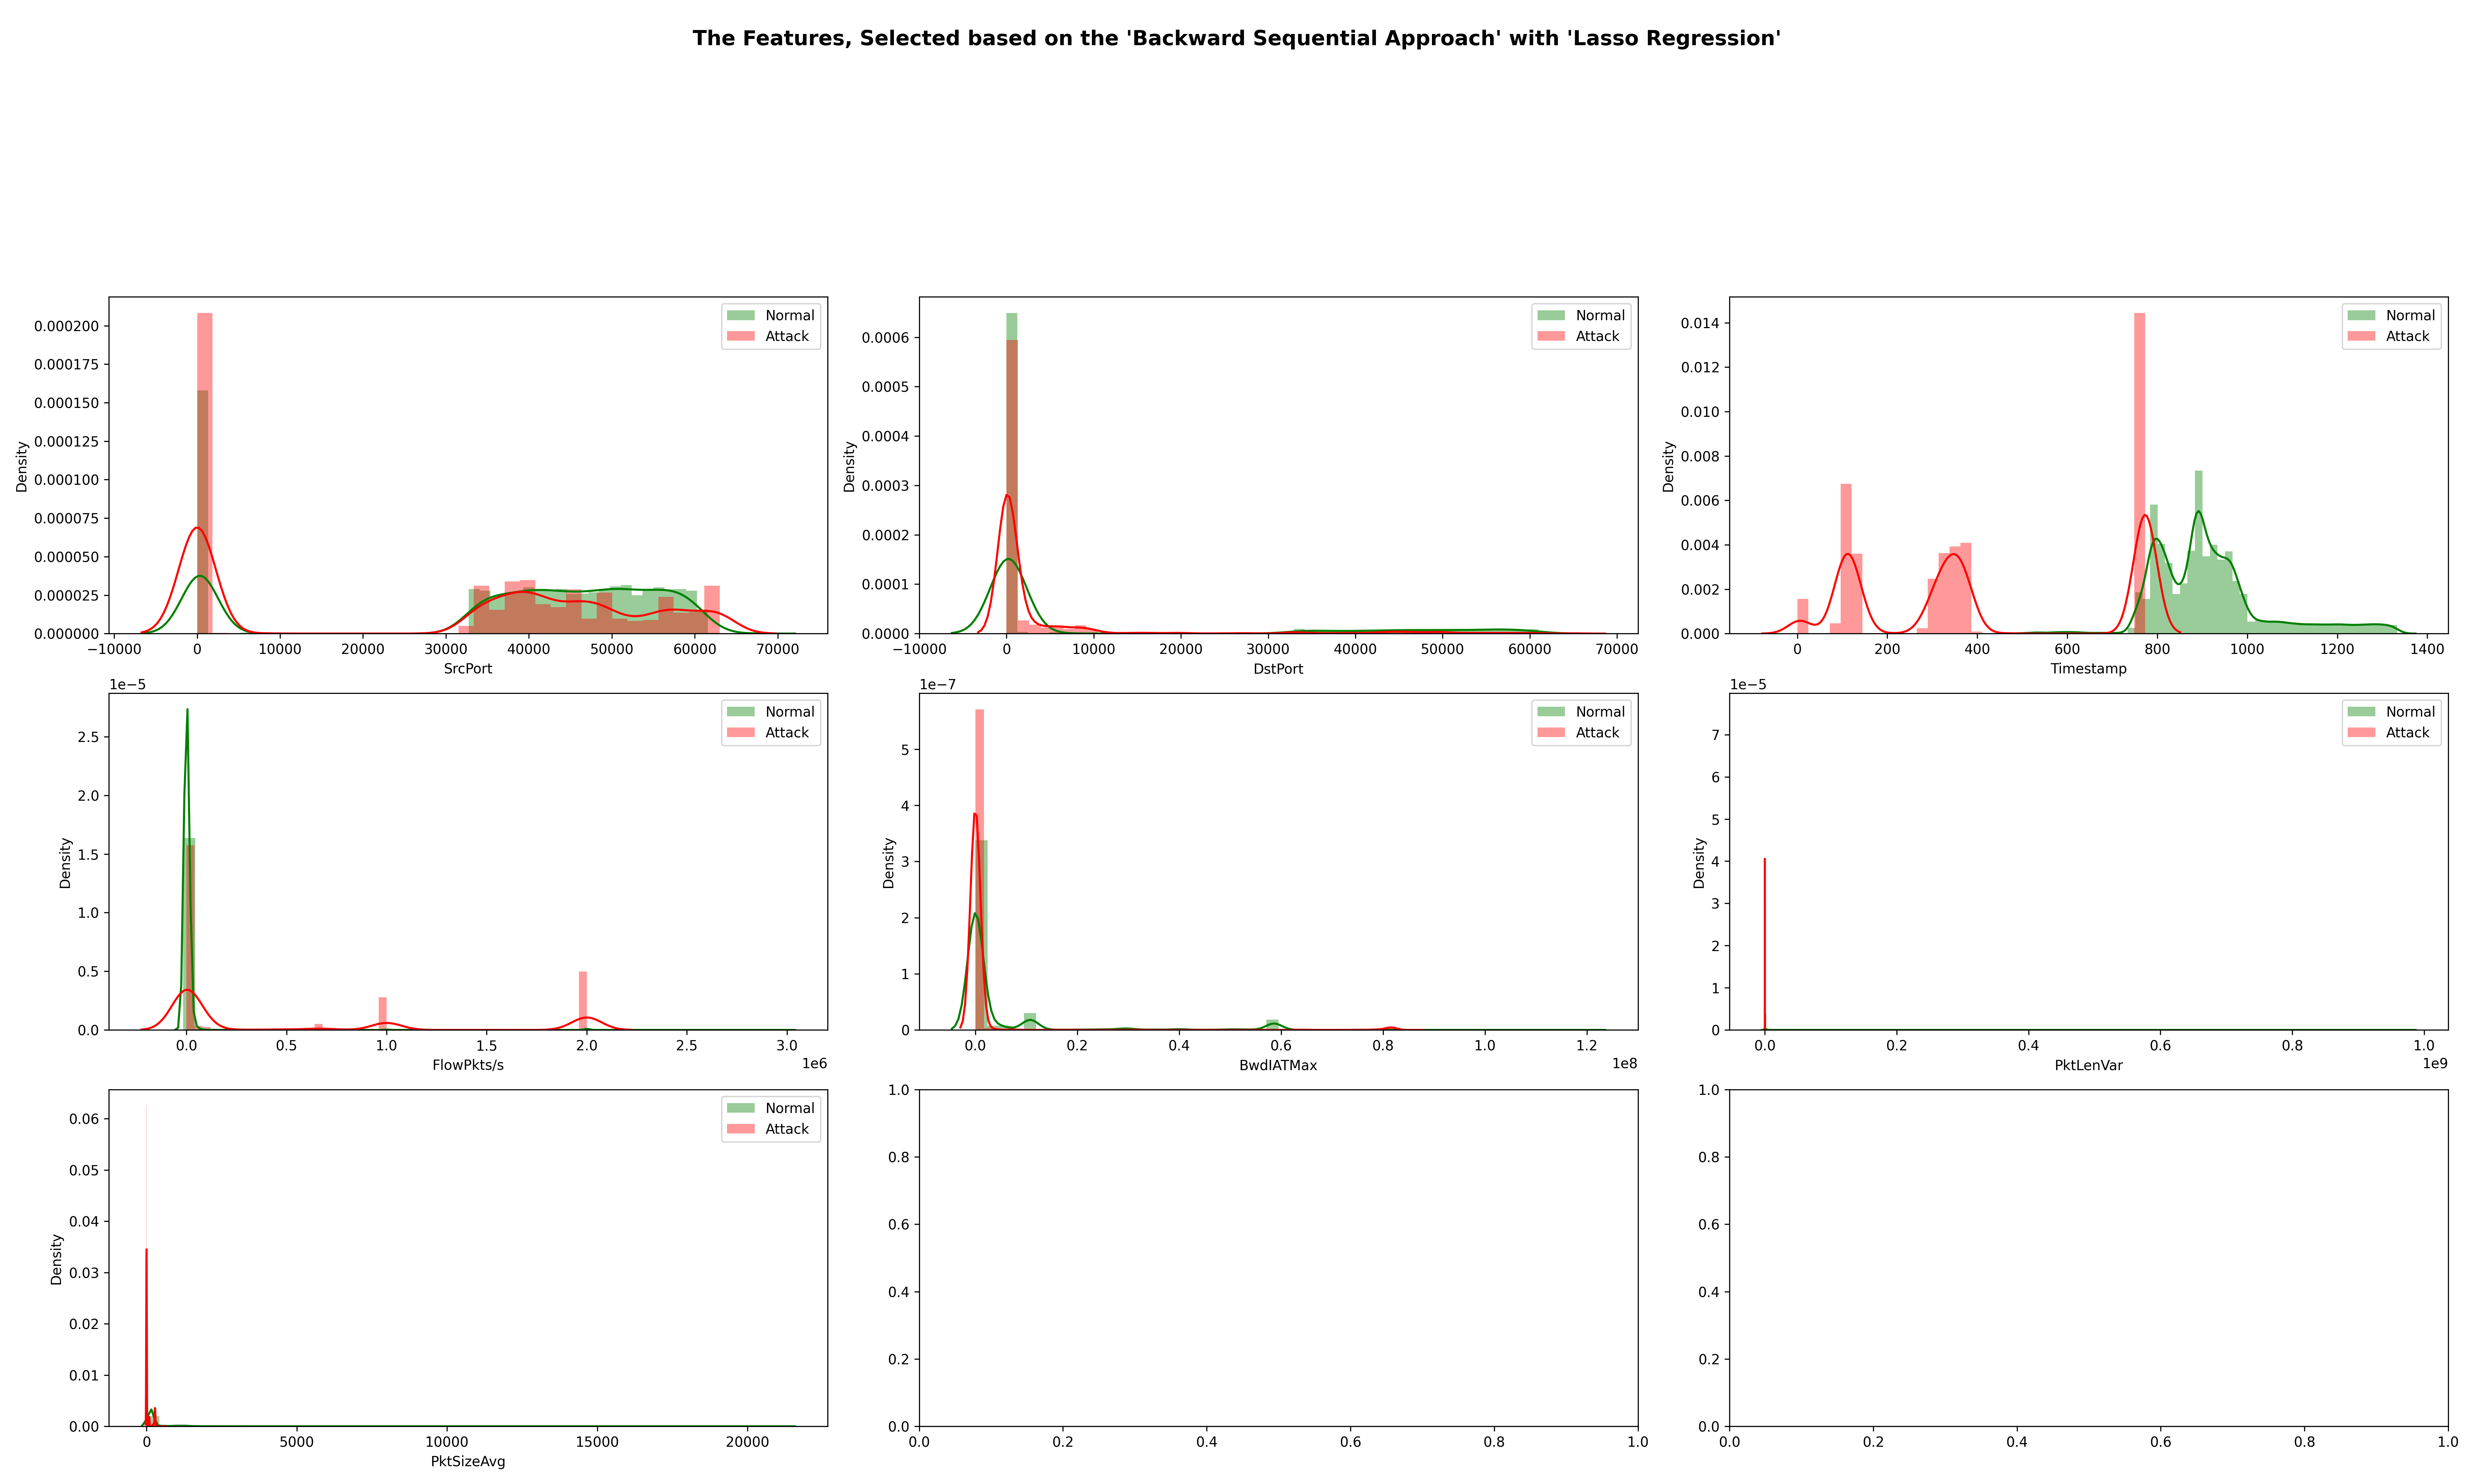 The Features, Selected based on the 'Backward Sequential Approach' with 'Lasso Regression'
Density
0.000200
0.000175
0.000150
0.000125
0.000100
0.000075
0.000050
0.000025
0.000000
−10000 0 10000 20000 30000 40000 50000 60000 70000
SrcPort
Normal
Attack
Density
0.0006
0.0005
0.0004
0.0003
0.0002
0.0001
0.0000
−10000 0 10000 20000 30000 40000 50000 60000 70000
DstPort
Normal
Attack
Density
0.014
0.012
0.010
0.008
0.006
0.004
0.002
0.000
0 200 400 600 800 1000 1200 1400
Timestamp
Normal
Attack
1e−5
Density
2.5
2.0
1.5
1.0
0.5
0.0
0.0 0.5 1.0 1.5 2.0 2.5 3.0
FlowPkts/s
1e6
Normal
Attack
1e−7
Density
5
4
3
2
1
0
0.0 0.2 0.4 0.6 0.8 1.0 1.2
BwdIATMax
1e8
Normal
Attack
1e−5
Density
7
6
5
4
3
2
1
0
0.0 0.2 0.4 0.6 0.8 1.0
PktLenVar
1e9
Normal
Attack
Density
0.06
0.05
0.04
0.03
0.02
0.01
0.00
0 5000 10000 15000 20000
PktSizeAvg
Normal
Attack
1.0
0.8
0.6
0.4
0.2
0.0
0.0 0.2 0.4 0.6 0.8 1.0
1.0
0.8
0.6
0.4
0.2
0.0
0.0 0.2 0.4 0.6 0.8 1.0